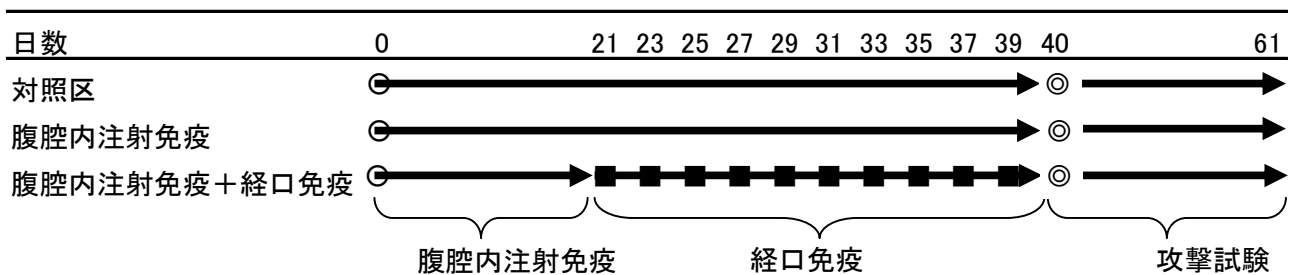 日数 0 21 23 25 27 29 31 33 35 37 39 40 61
対照区
腹腔内注射免疫
腹腔内注射免疫＋経口免疫
腹腔内注射免疫 経口免疫 攻撃試験